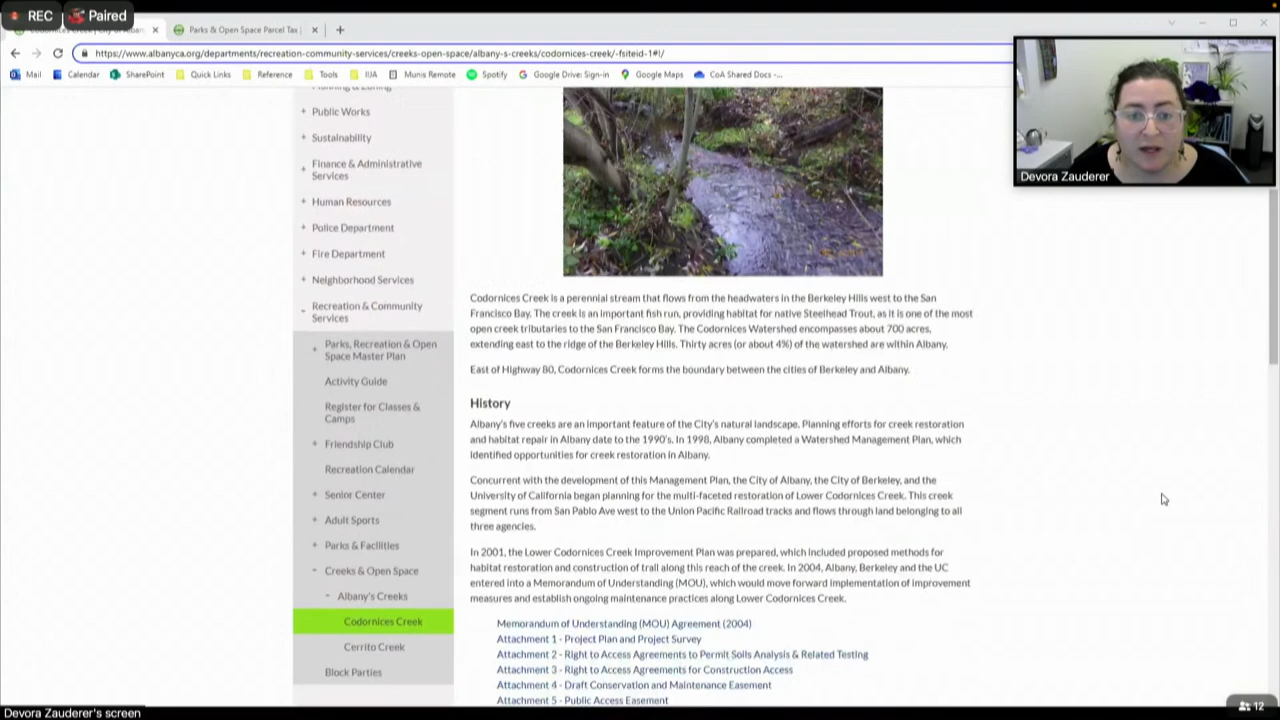 REC
Paired
Parks & Open Space Parcel Tax |
https://www.albanyca.org/departments/recreation-community-services/creeks-open-space/albany-s-creeks/codornices-creek/-fsiteid-1#!/
Mail
Calendar
SharePoint
Quick Links
Reference
Tools
IIJA
Munis Remote
Spotify
Google Drive: Sign-in
Google Maps
CoA Shared Docs -...
Devora Zauderer
Planning & Zoning
+ Public Works
+ Sustainability
+ Finance & Administrative
Services
+ Human Resources
+ Police Department
+ Fire Department
+ Neighborhood Services
- Recreation & Community
Services
+ Parks, Recreation & Open
Space Master Plan
Activity Guide
Register for Classes &
Camps
+ Friendship Club
Recreation Calendar
+ Senior Center
+ Adult Sports
+ Parks & Facilities
- Creeks & Open Space
- Albany's Creeks
Codornices Creek
Cerrito Creek
Block Parties
Codornices Creek is a perennial stream that flows from the headwaters in the Berkeley Hills west to the San
Francisco Bay. The creek is an important fish run, providing habitat for native Steelhead Trout, as it is one of the most
open creek tributaries to the San Francisco Bay. The Codornices Watershed encompasses about 700 acres,
extending east to the ridge of the Berkeley Hills. Thirty acres (or about 4%) of the watershed are within Albany.
East of Highway 80, Codornices Creek forms the boundary between the cities of Berkeley and Albany.
History
Albany's five creeks are an important feature of the City's natural landscape. Planning efforts for creek restoration
and habitat repair in Albany date to the 1990's. In 1998, Albany completed a Watershed Management Plan, which
identified opportunities for creek restoration in Albany.
Concurrent with the development of this Management Plan, the City of Albany, the City of Berkeley, and the
University of California began planning for the multi-faceted restoration of Lower Codornices Creek. This creek
segment runs from San Pablo Ave west to the Union Pacific Railroad tracks and flows through land belonging to all
three agencies.
In 2001, the Lower Codornices Creek Improvement Plan was prepared, which included proposed methods for
habitat restoration and construction of trail along this reach of the creek. In 2004, Albany, Berkeley and the UC
entered into a Memorandum of Understanding (MOU), which would move forward implementation of improvement
measures and establish ongoing maintenance practices along Lower Codornices Creek.
Memorandum of Understanding (MOU) Agreement (2004)
Attachment 1 - Project Plan and Project Survey
Attachment 2 - Right to Access Agreements to Permit Soils Analysis & Related Testing
Attachment 3 - Right to Access Agreements for Construction Access
Attachment 4 - Draft Conservation and Maintenance Easement
Attachment 5 - Public Access Easement
Devora Zauderer's screen
12